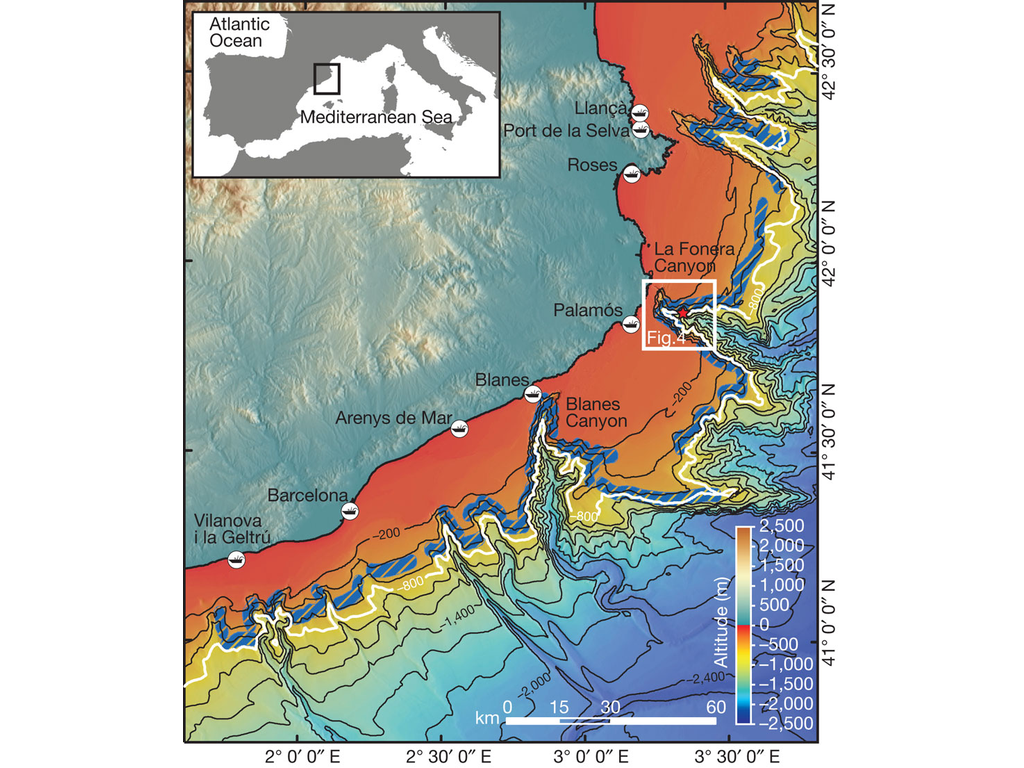 Atlantic
Ocean
Mediterranean Sea
Llançà
Port de la Selva
Roses
La Fonera
Canyon
Palamós
Fig.4
–800
Blanes
–200
Blanes
Canyon
Arenys de Mar
Barcelona
–200
–800
Vilanova
i la Geltrú
–800
–1,400
–2,000
–2,400
Altitude (m)
2,500
2,000
1,500
1,000
500
0
–500
–1,000
–1,500
–2,000
–2,500
km
0 15 30 60
42° 30′ 0″ N
42° 0′ 0″ N
41° 30′ 0″ N
41° 0′ 0″ N
2° 0′ 0″ E
2° 30′ 0″ E
3° 0′ 0″ E
3° 30′ 0″ E